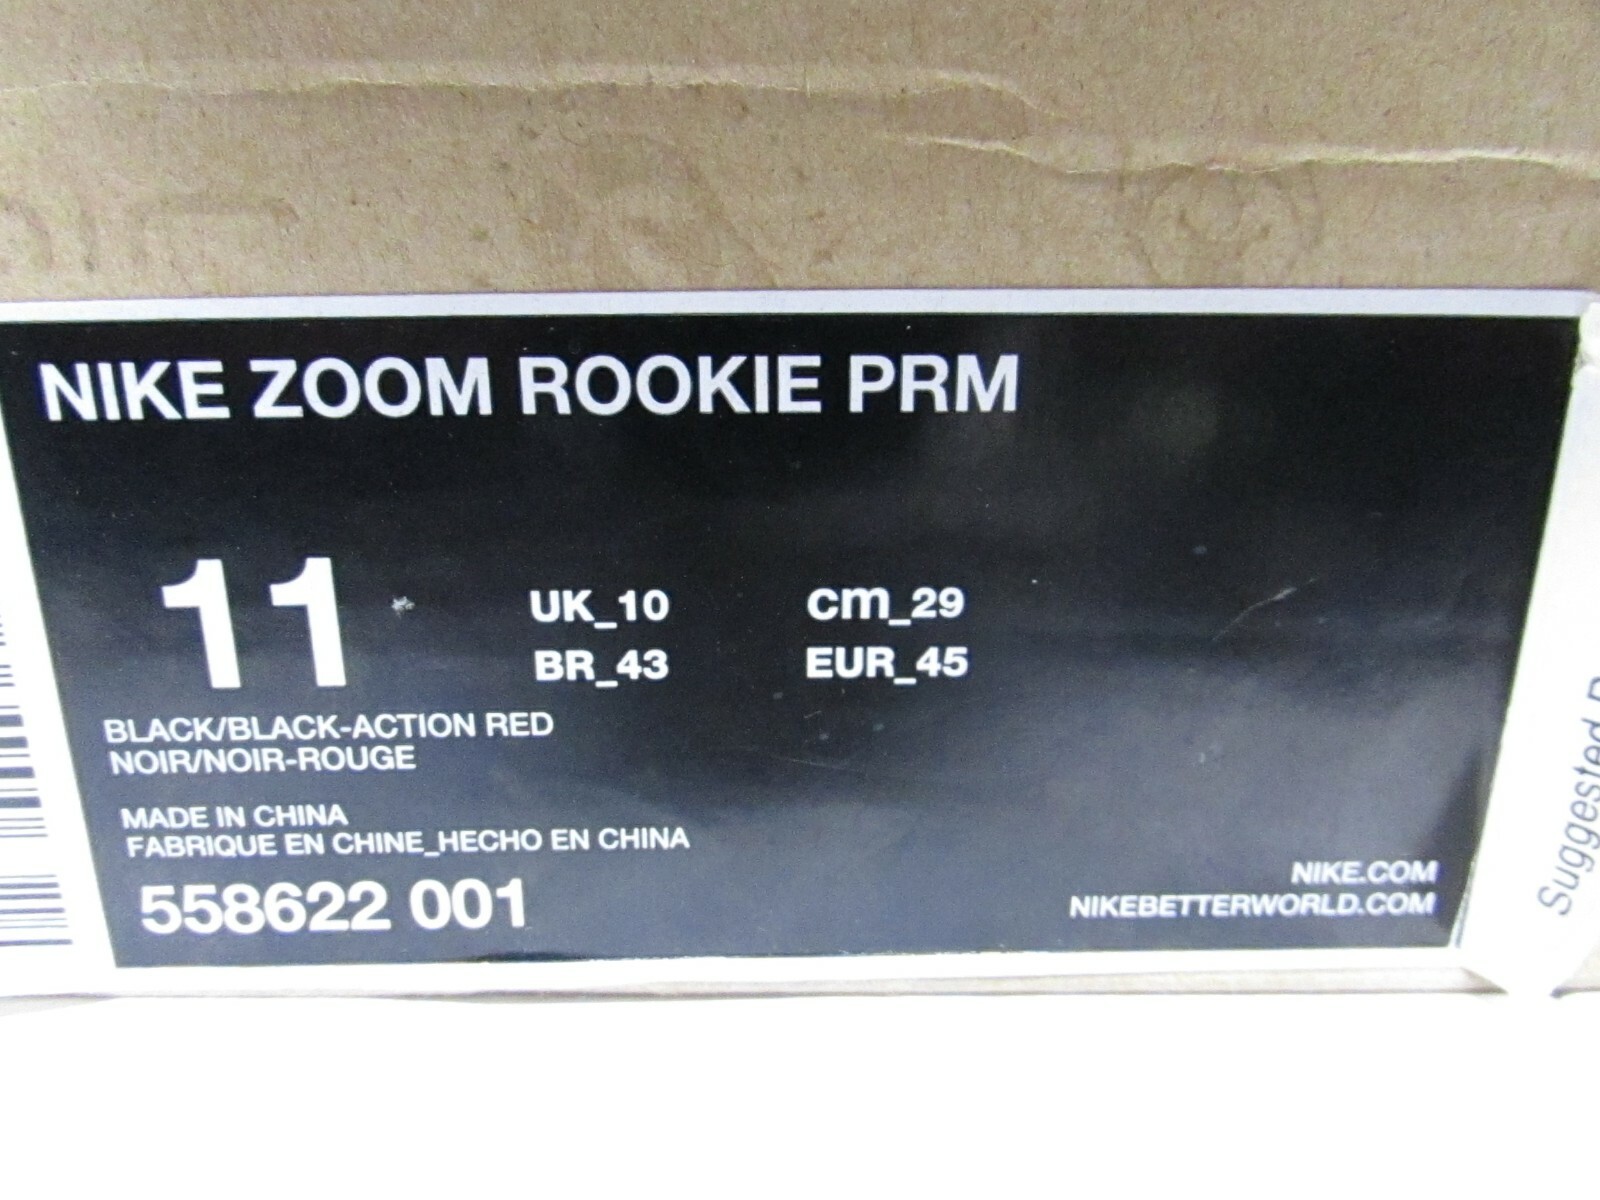 NIKE ZOOM ROOKIE PRM
11
UK_10 cm_29
BR_43 EUR_45
BLACK/BLACK-ACTION RED
NOIR/NOIR-ROUGE
MADE IN CHINA
FABRIQUE EN CHINE_HECHO EN CHINA
558622 001
NIKE.COM
NIKEBETTERWORLD.COM
Suggested